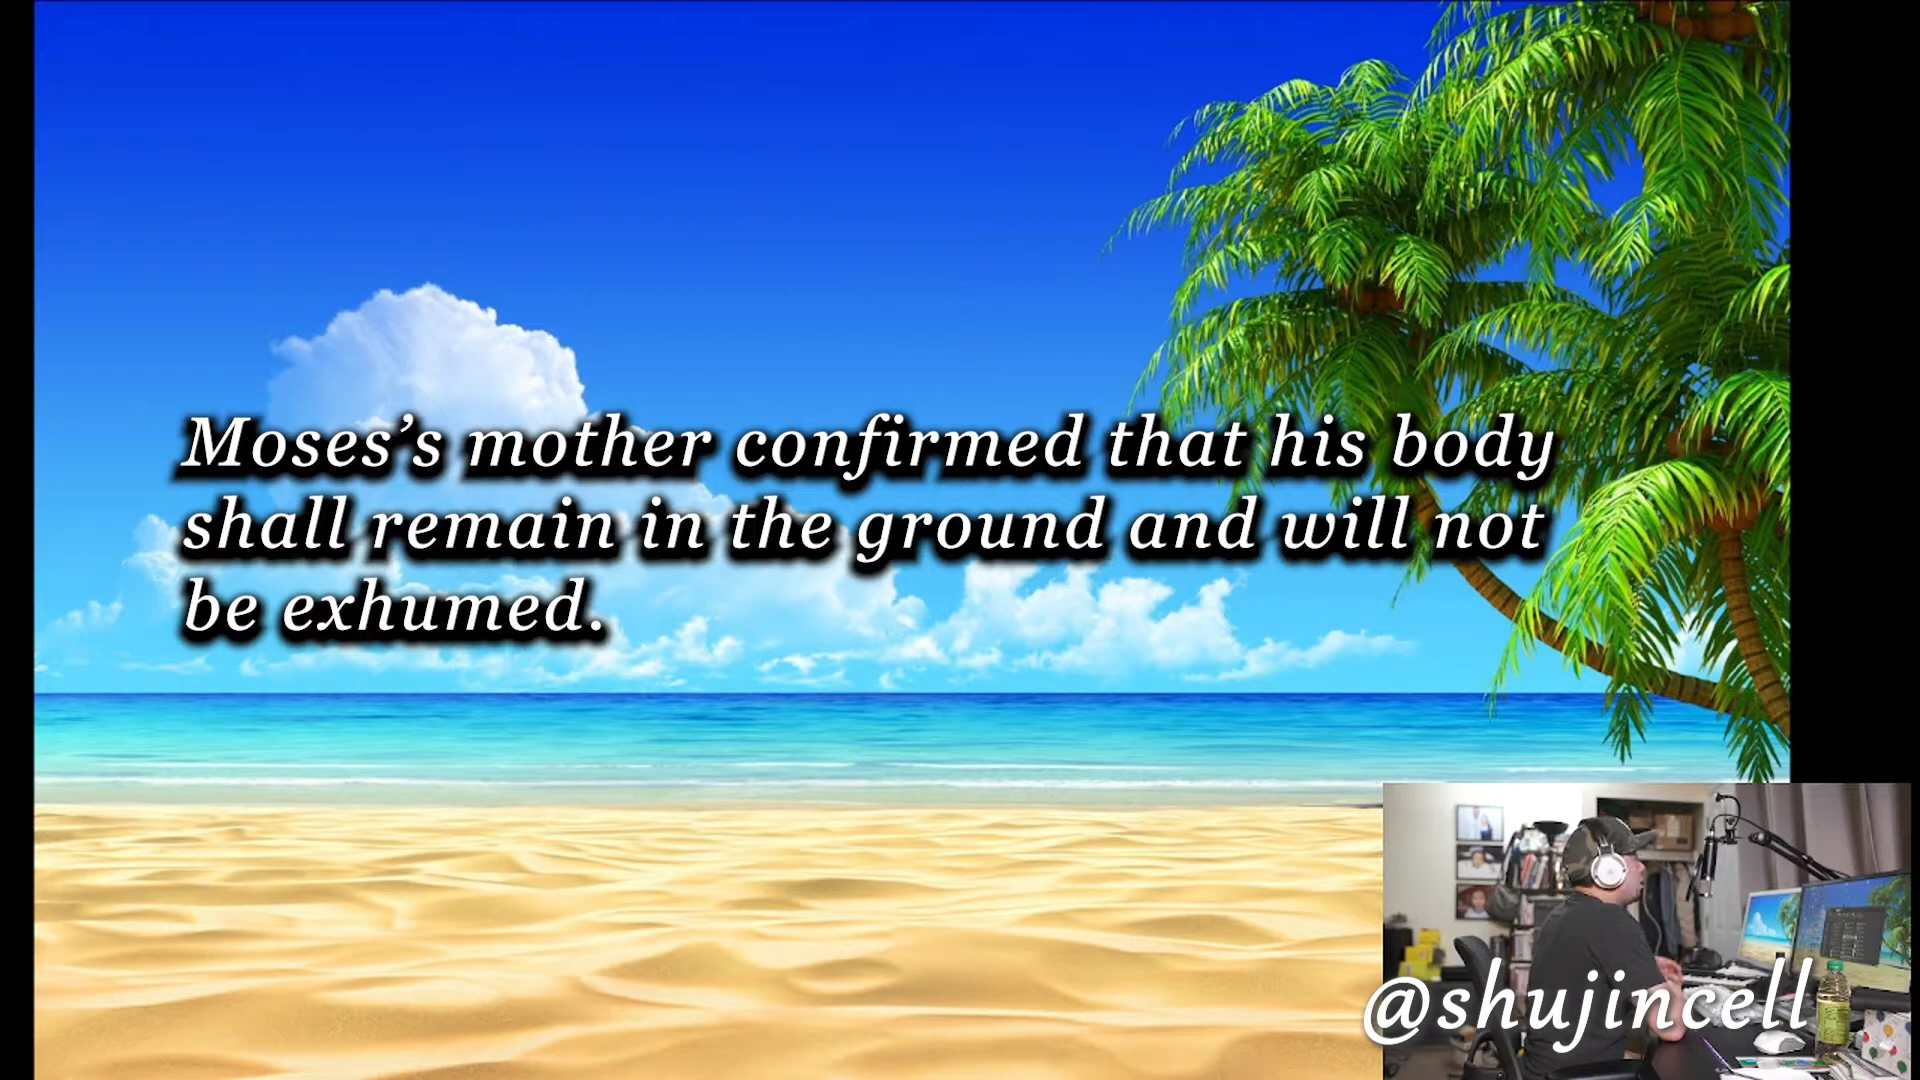 Moses’s mother confirmed that his body
shall remain in the ground and will not
be exhumed.
@shujincell